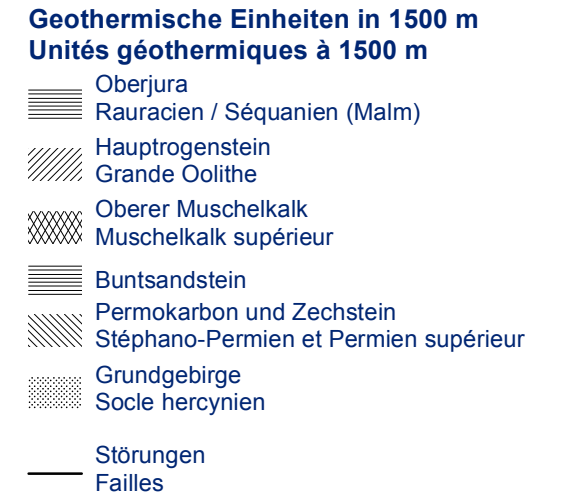 Geothermische Einheiten in 1500 m
Unités géothermiques à 1500 m
Oberjura
Rauracien / Séquanien (Malm)
Hauptrogenstein
Grande Oolithe
Oberer Muschelkalk
Muschelkalk supérieur
Buntsandstein
Permokarbon und Zechstein
Stéphano-Permien et Permien supérieur
Grundgebirge
Socle hercynien
Störungen
Failles